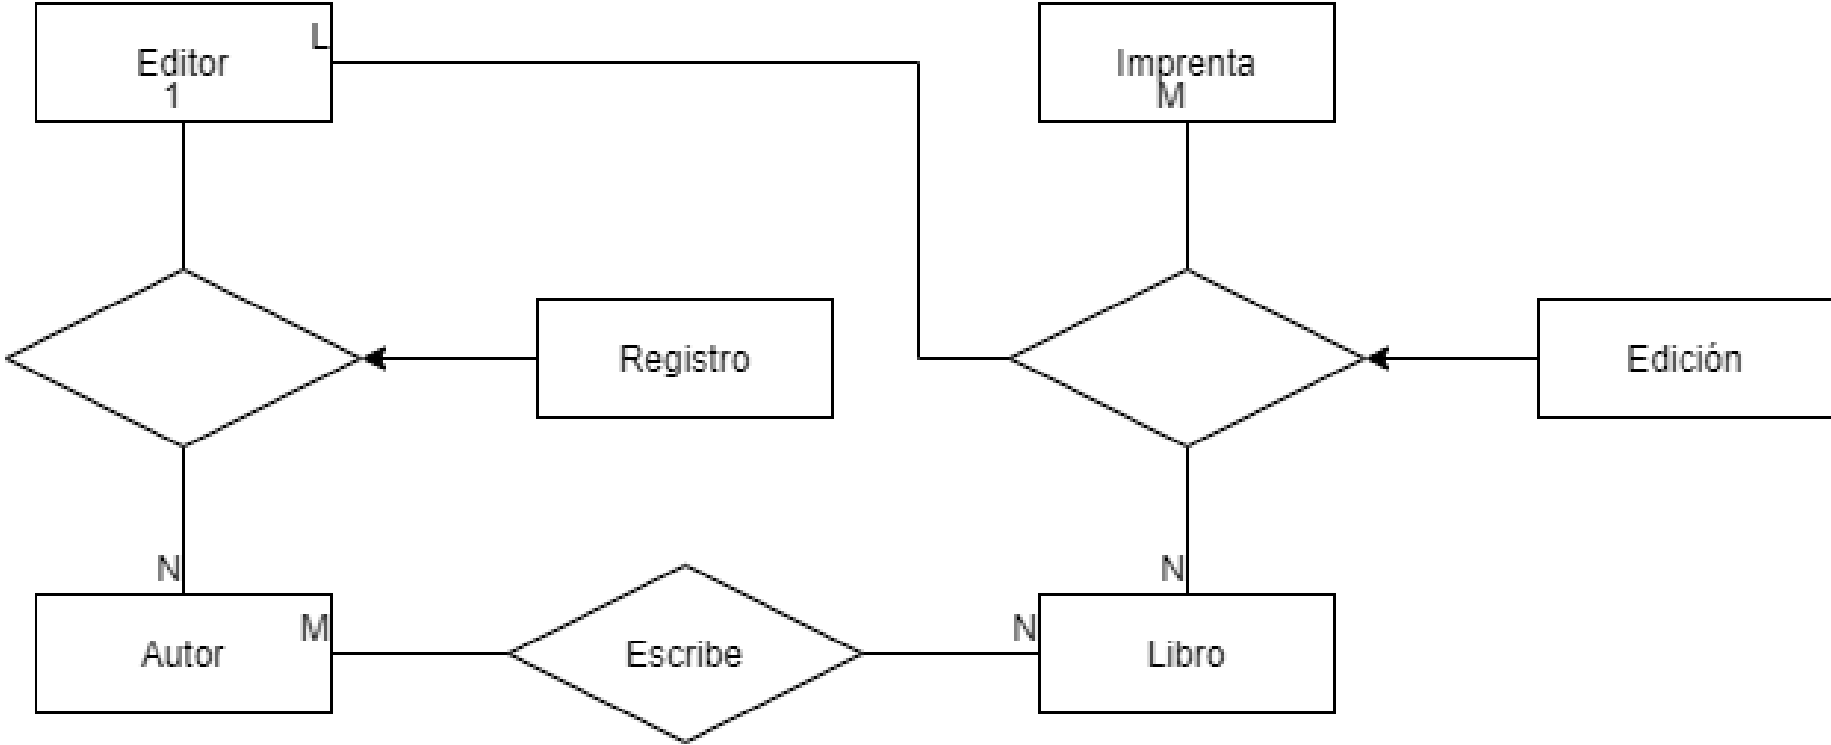 L
Editor
1
Imprenta
M
Registro
Edición
N
N
M
Autor
Escribe
N
Libro